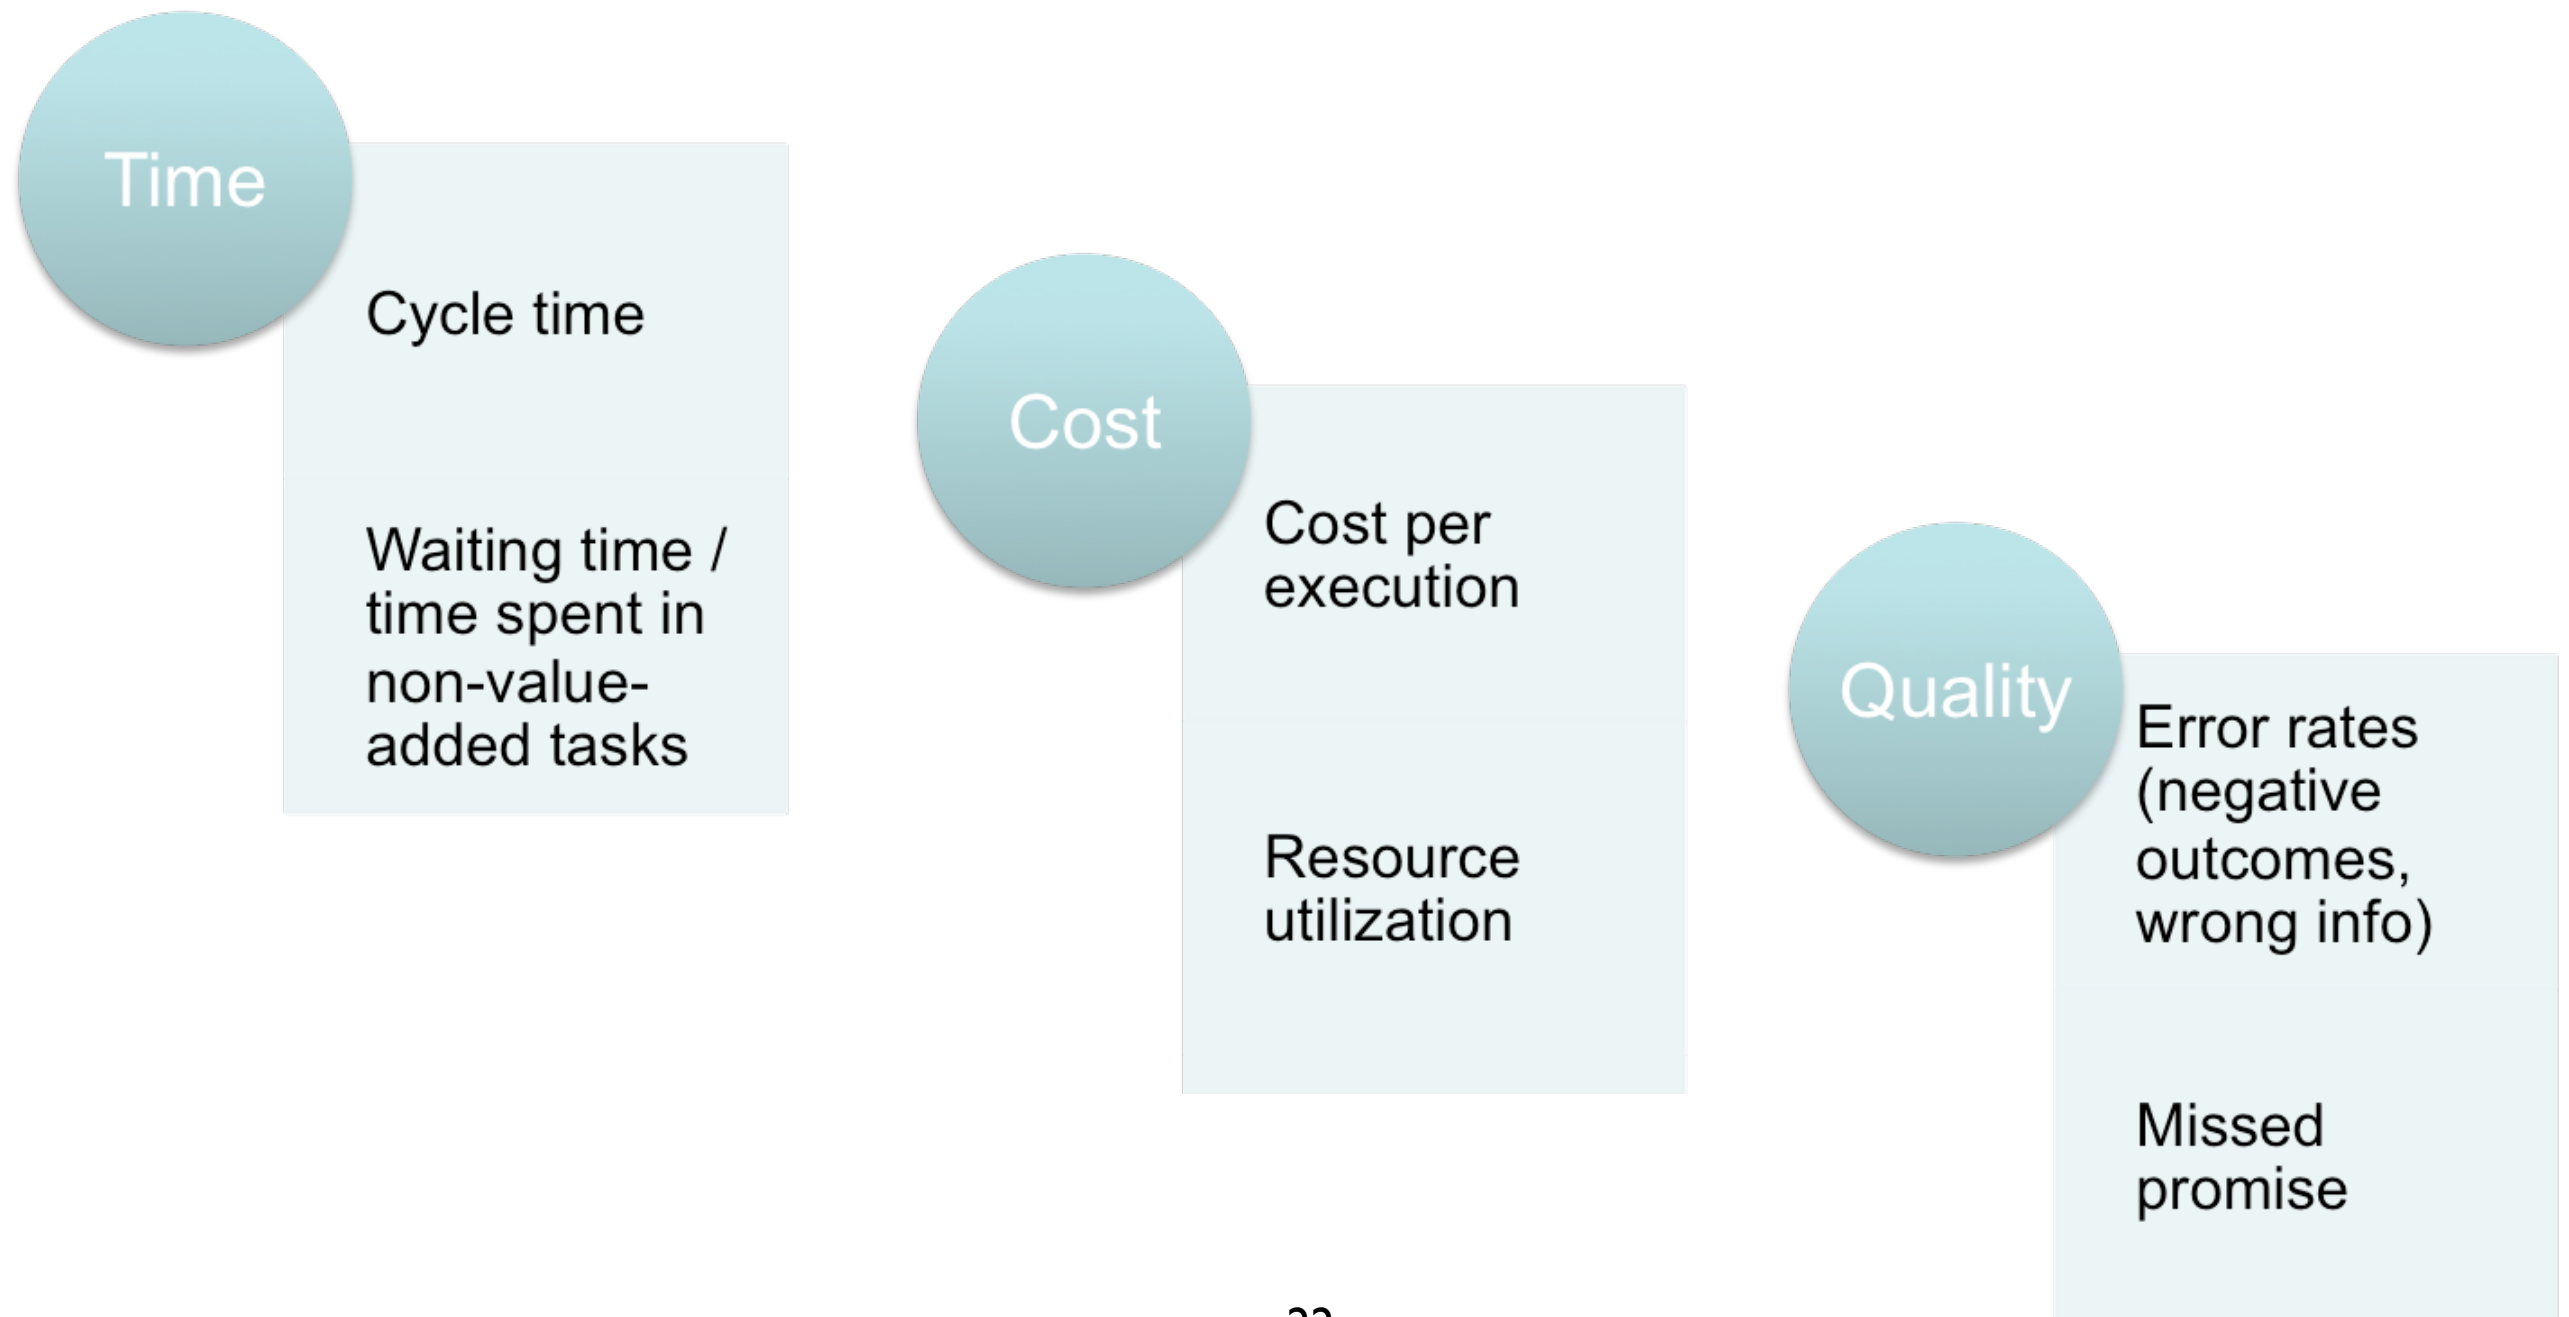 Time
Cycle time
Waiting time /
time spent in
non-value-
added tasks
Cost
Cost per
execution
Resource
utilization
Quality
Error rates
(negative
outcomes,
wrong info)
Missed
promise